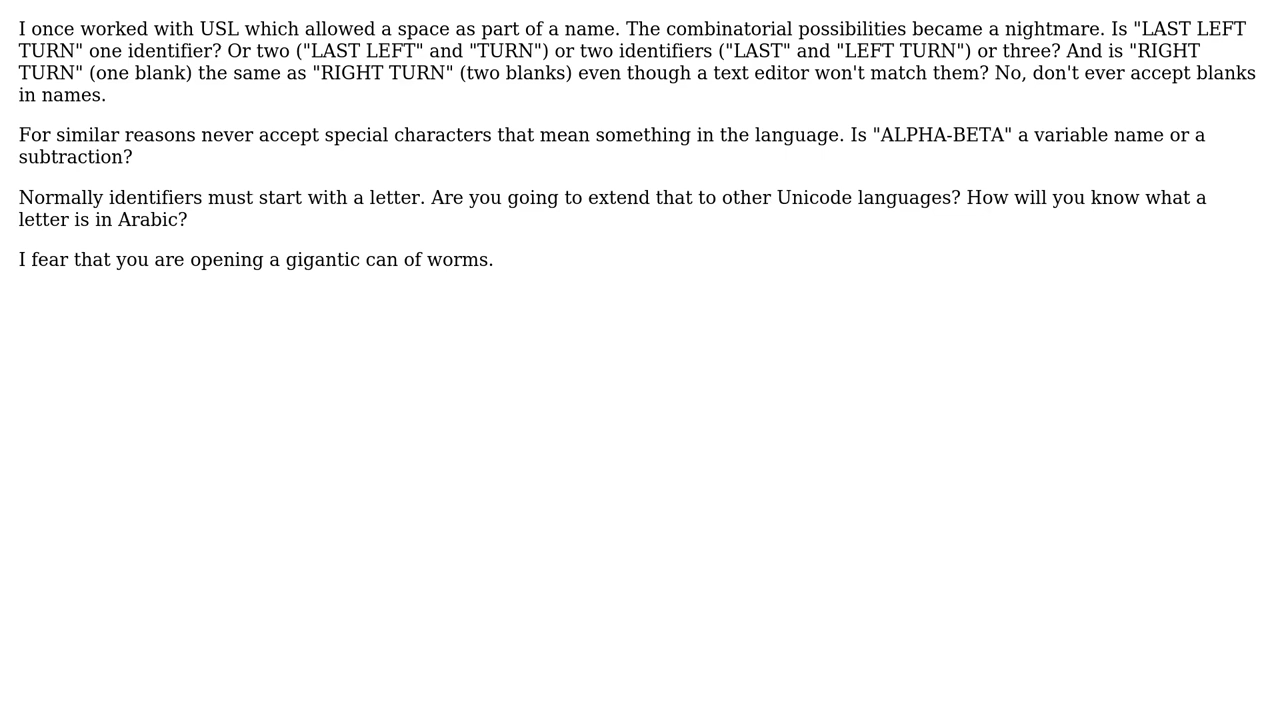 I once worked with USL which allowed a space as part of a name. The combinatorial possibilities became a nightmare. Is "LAST LEFT
TURN" one identifier? Or two ("LAST LEFT" and "TURN") or two identifiers ("LAST" and "LEFT TURN") or three? And is "RIGHT
TURN" (one blank) the same as "RIGHT TURN" (two blanks) even though a text editor won't match them? No, don't ever accept blanks
in names.
For similar reasons never accept special characters that mean something in the language. Is "ALPHA-BETA" a variable name or a
subtraction?
Normally identifiers must start with a letter. Are you going to extend that to other Unicode languages? How will you know what a
letter is in Arabic?
I fear that you are opening a gigantic can of worms.